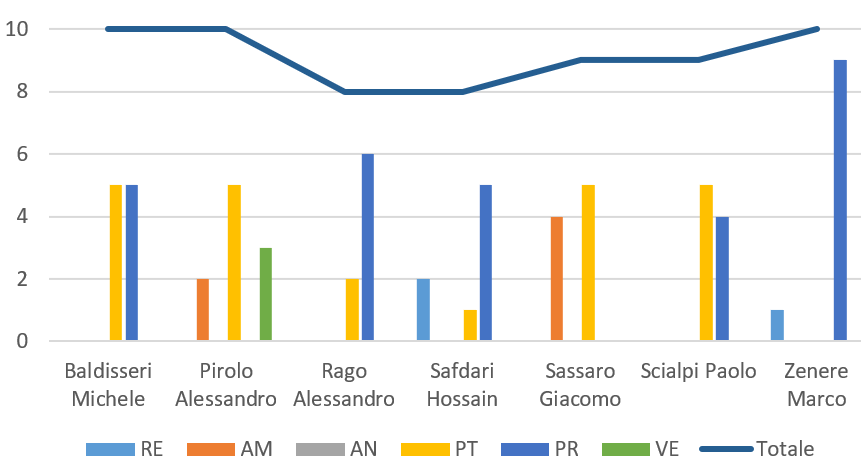 10
8
6
4
2
0
Baldisseri Michele
Pirolo Alessandro
Rago Alessandro
Safdari Hossain
Sassaro Giacomo
Scialpi Paolo
Zenere Marco
RE AM AN PT PR VE Totale